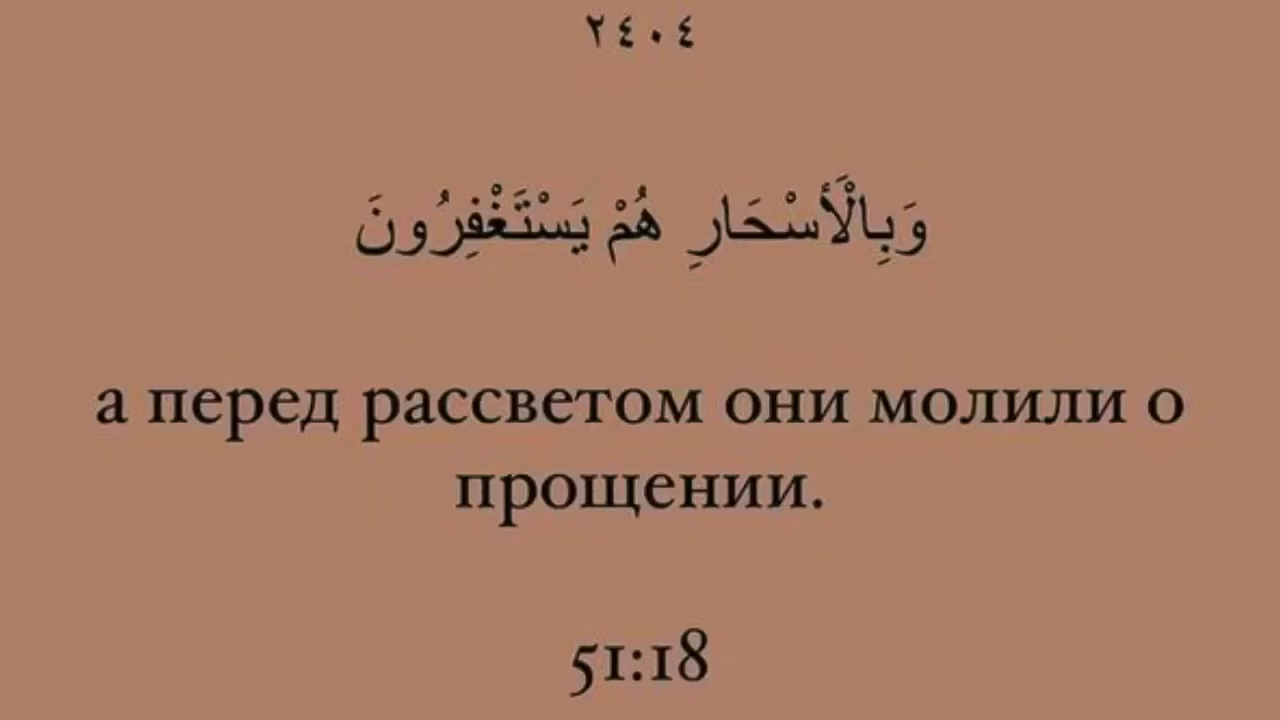 ٢٤٠٤
وَبِالْأَسْحَارِ هُمْ يَسْتَغْفِرُونَ
а перед рассветом они молили о
прощении.
51:18